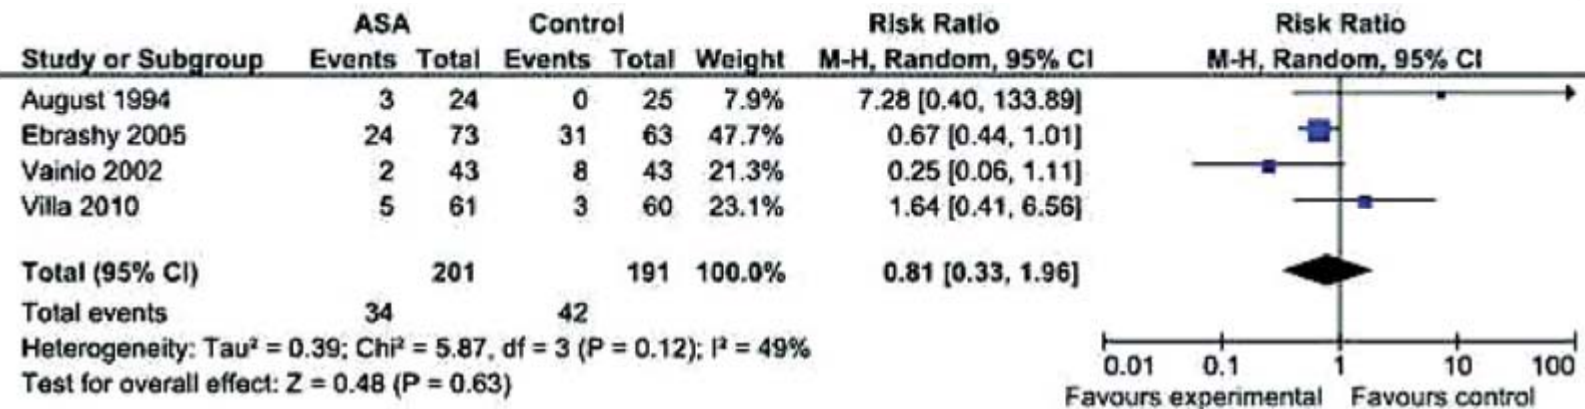 ASA Control Risk Ratio Risk Ratio
Study or Subgroup Events Total Events Total Weight M-H, Random, 95% CI M-H, Random, 95% CI
August 1994 3 24 0 25 7.9% 7.28 [0.40, 133.89]
Ebrashy 2005 24 73 31 63 47.7% 0.67 [0.44, 1.01]
Vainio 2002 2 43 8 43 21.3% 0.25 [0.06, 1.11]
Villa 2010 5 61 3 60 23.1% 1.64 [0.41, 6.56]
Total (95% CI) 201 191 100.0% 0.81 [0.33, 1.96]
Total events 34 42
Heterogeneity: Tau² = 0.39; Chi² = 5.87, df = 3 (P = 0.12); I² = 49%
Test for overall effect: Z = 0.48 (P = 0.63)
0.01 0.1 1 10 100
Favours experimental Favours control